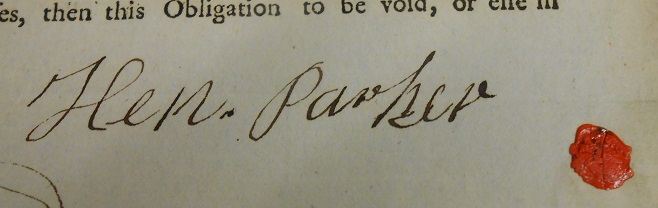 es, then this Obligation to be void, or elſe in
Hen. Parker